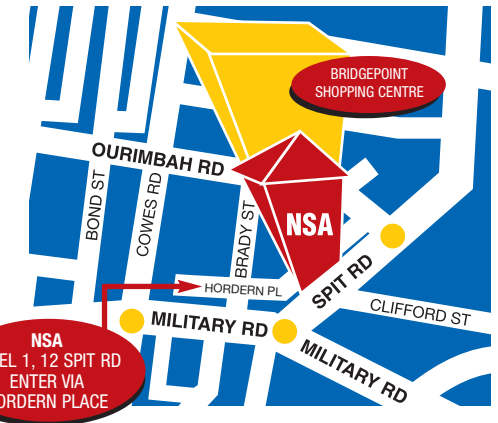 BRIDGEPOINT
SHOPPING CENTRE
OURIMBAH RD
BOND ST
COWES RD
BRADY ST
NSA
HORDERN PL
SPIT RD
CLIFFORD ST
MILITARY RD
MILITARY RD
NSA
EL 1, 12 SPIT RD
ENTER VIA
ORDERN PLACE